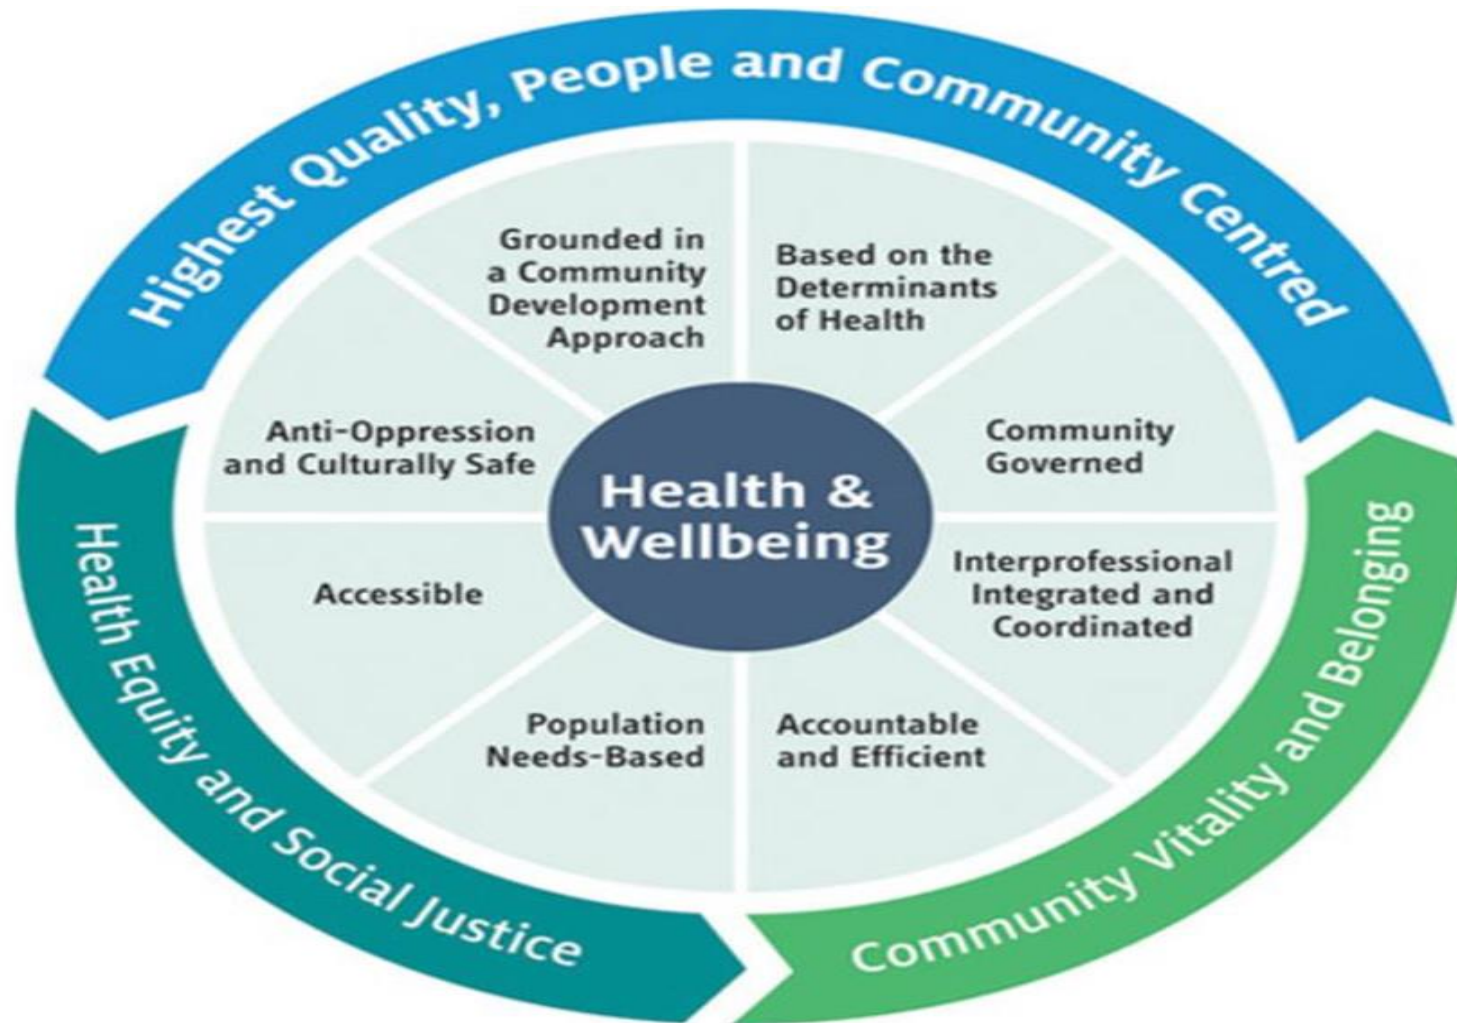 Highest Quality, People and Community Centred
Grounded in
a Community
Development
Approach
Based on the
Determinants
of Health
Anti-Oppression
and Culturally Safe
Community
Governed
Health &
Wellbeing
Accessible
Interprofessional
Integrated and
Coordinated
Population
Needs-Based
Accountable
and Efficient
Health Equity and Social Justice
Community Vitality and Belonging